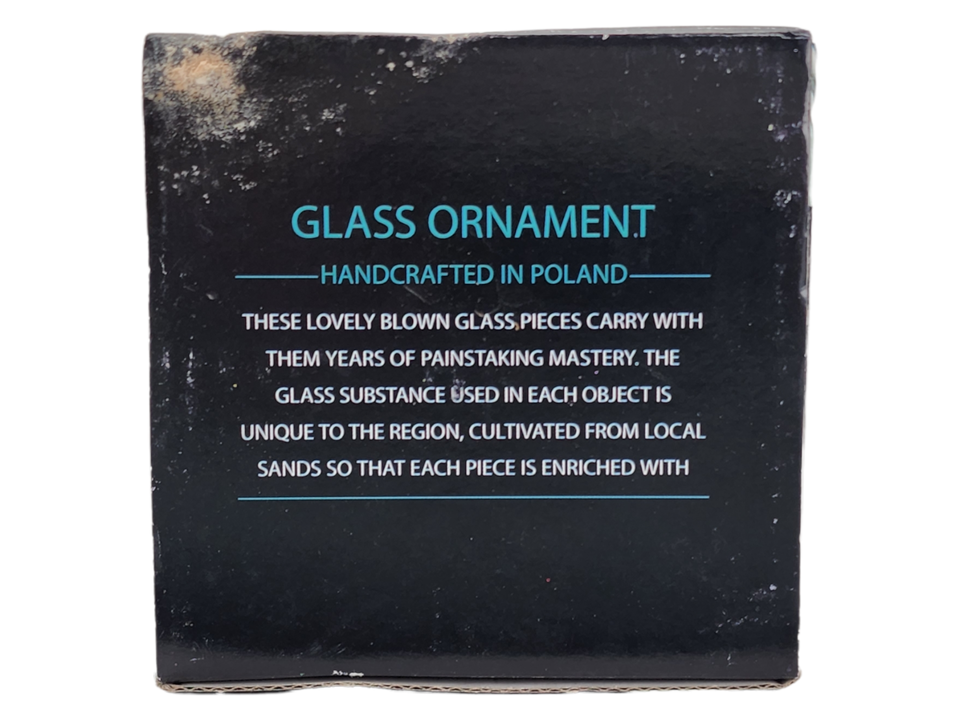 GLASS ORNAMENT
HANDCRAFTED IN POLAND
THESE LOVELY BLOWN GLASS PIECES CARRY WITH
THEM YEARS OF PAINSTAKING MASTERY. THE
GLASS SUBSTANCE USED IN EACH OBJECT IS
UNIQUE TO THE REGION, CULTIVATED FROM LOCAL
SANDS SO THAT EACH PIECE IS ENRICHED WITH